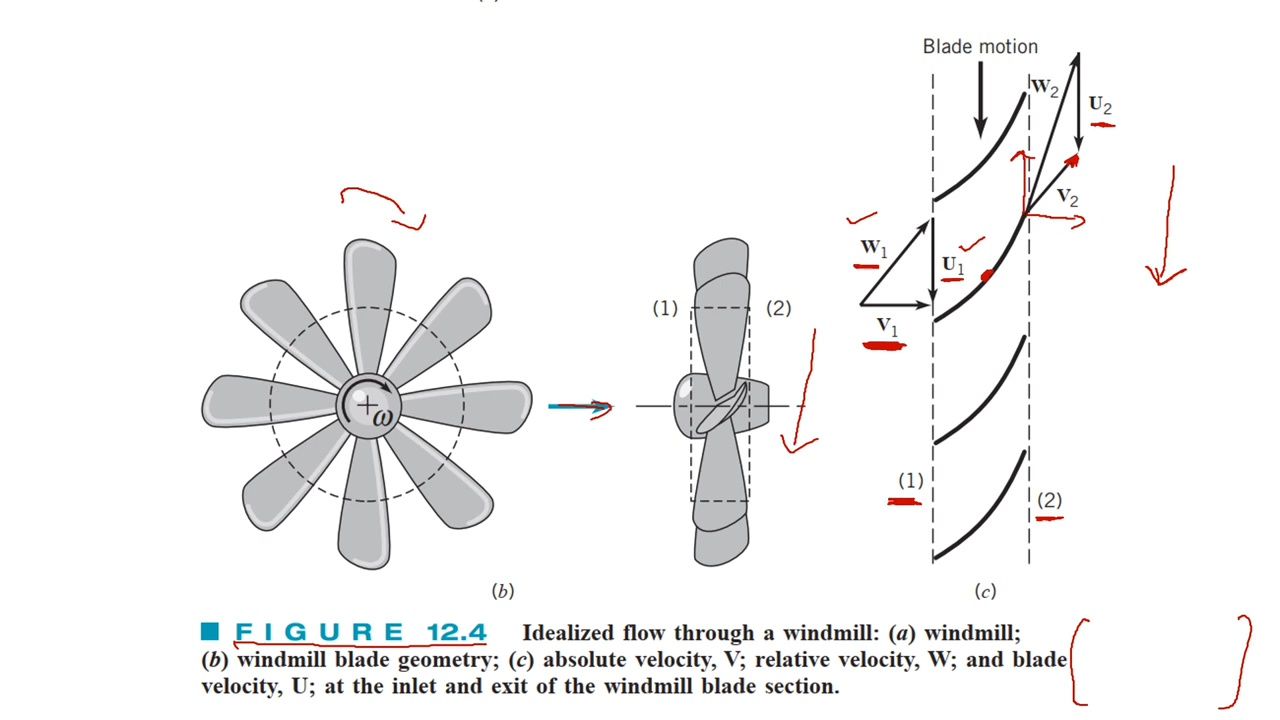 Blade motion
W₂
U₂
V₂
W₁
U₁
V₁
(1)
(2)
ω
(1)
(2)
(b)
(c)
FIGURE 12.4 Idealized flow through a windmill: (a) windmill;
(b) windmill blade geometry; (c) absolute velocity, V; relative velocity, W; and blade
velocity, U; at the inlet and exit of the windmill blade section.